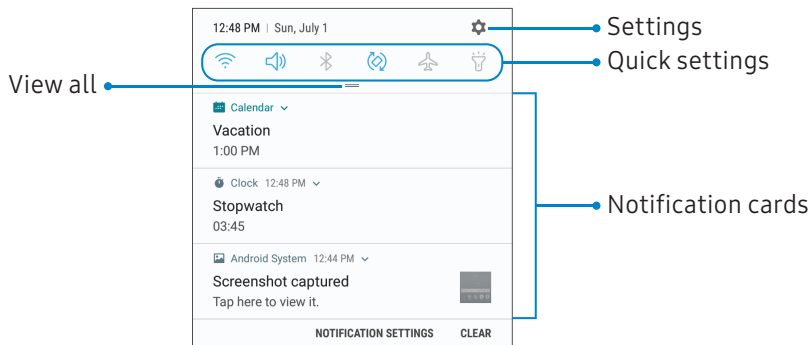 12:48 PM | Sun, July 1
Settings
Quick settings
View all
Calendar
Vacation
1:00 PM
Clock 12:48 PM
Stopwatch
03:45
Notification cards
Android System 12:44 PM
Screenshot captured
Tap here to view it.
NOTIFICATION SETTINGS CLEAR